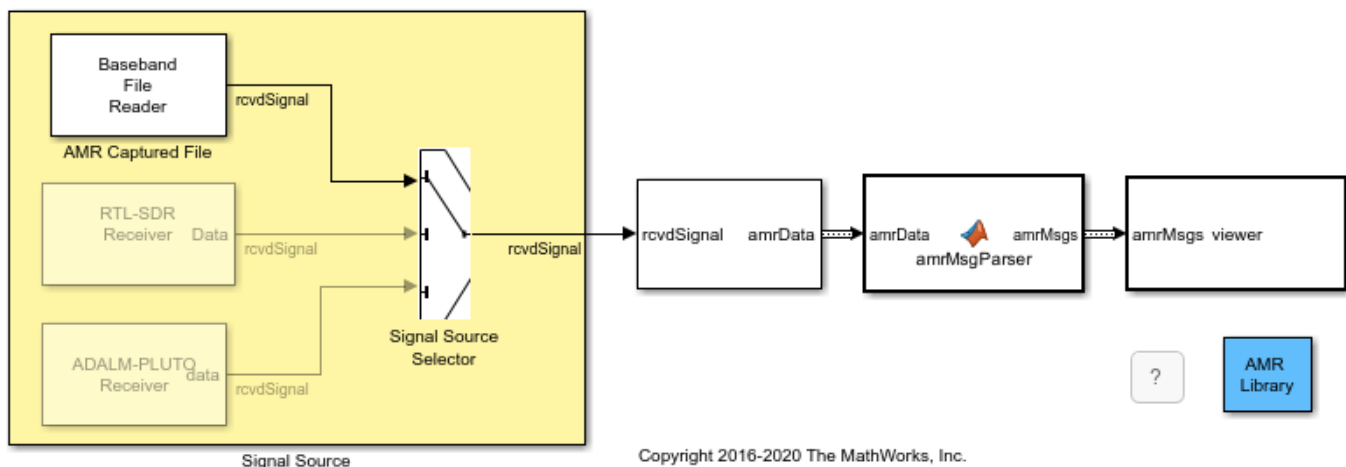 Baseband
File
Reader
rcvdSignal
AMR Captured File
RTL-SDR
Receiver
Data
rcvdSignal
ADALM-PLUTO
Receiver
data
rcvdSignal
Signal Source
Selector
rcvdSignal
Signal Source
rcvdSignal amrData
amrData amrMsgs
amrMsgParser
amrMsgs viewer
?
AMR
Library
Copyright 2016-2020 The MathWorks, Inc.